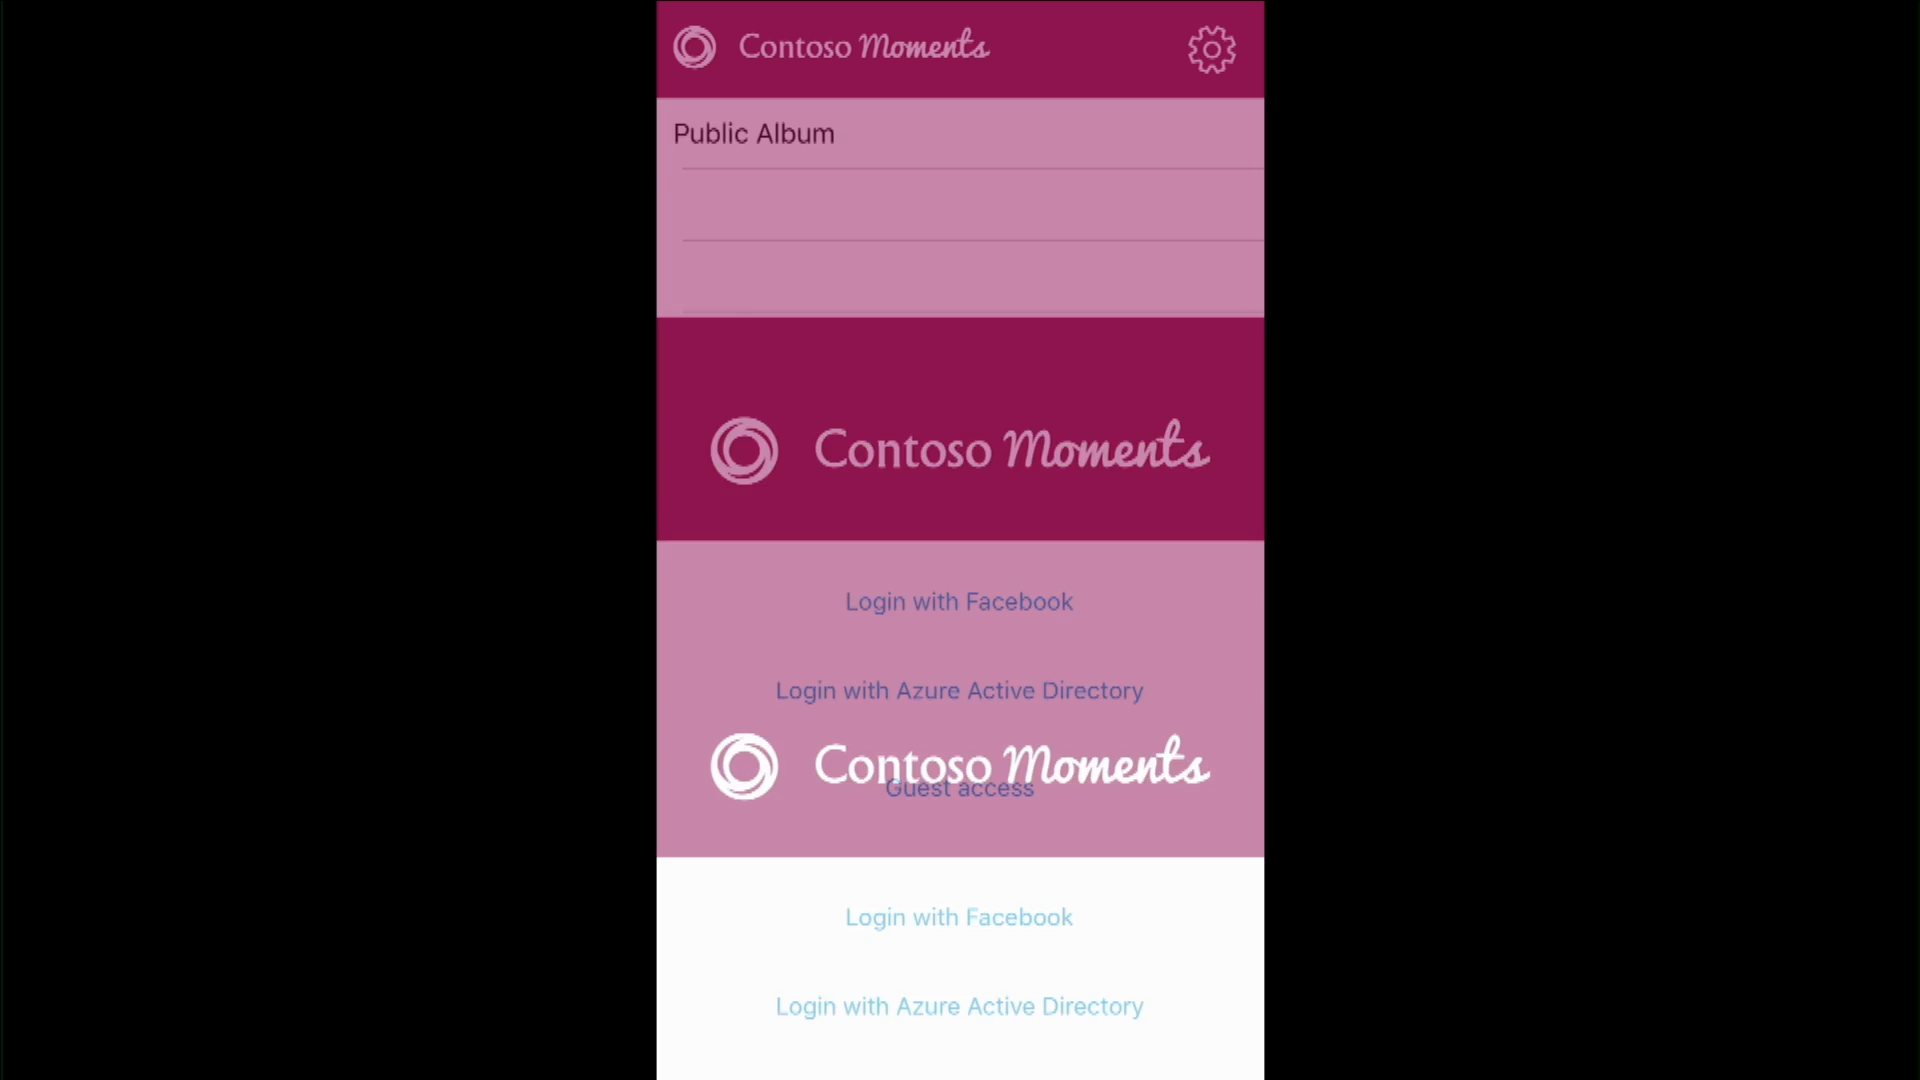 Contoso Moments
Public Album
Contoso Moments
Login with Facebook
Login with Azure Active Directory
Contoso Moments
Guest access
Login with Facebook
Login with Azure Active Directory